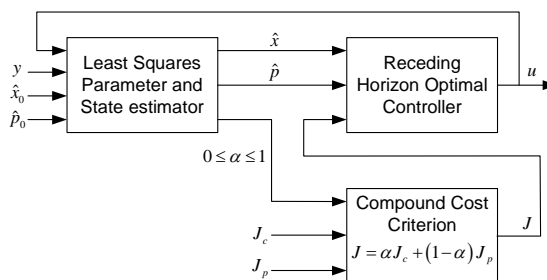 y
x̂₀
p̂₀
Least Squares
Parameter and
State estimator
x̂
p̂
0 ≤ α ≤ 1
Receding
Horizon Optimal
Controller
u
J_c
J_p
Compound Cost
Criterion
J = αJ_c + (1−α) J_p
J